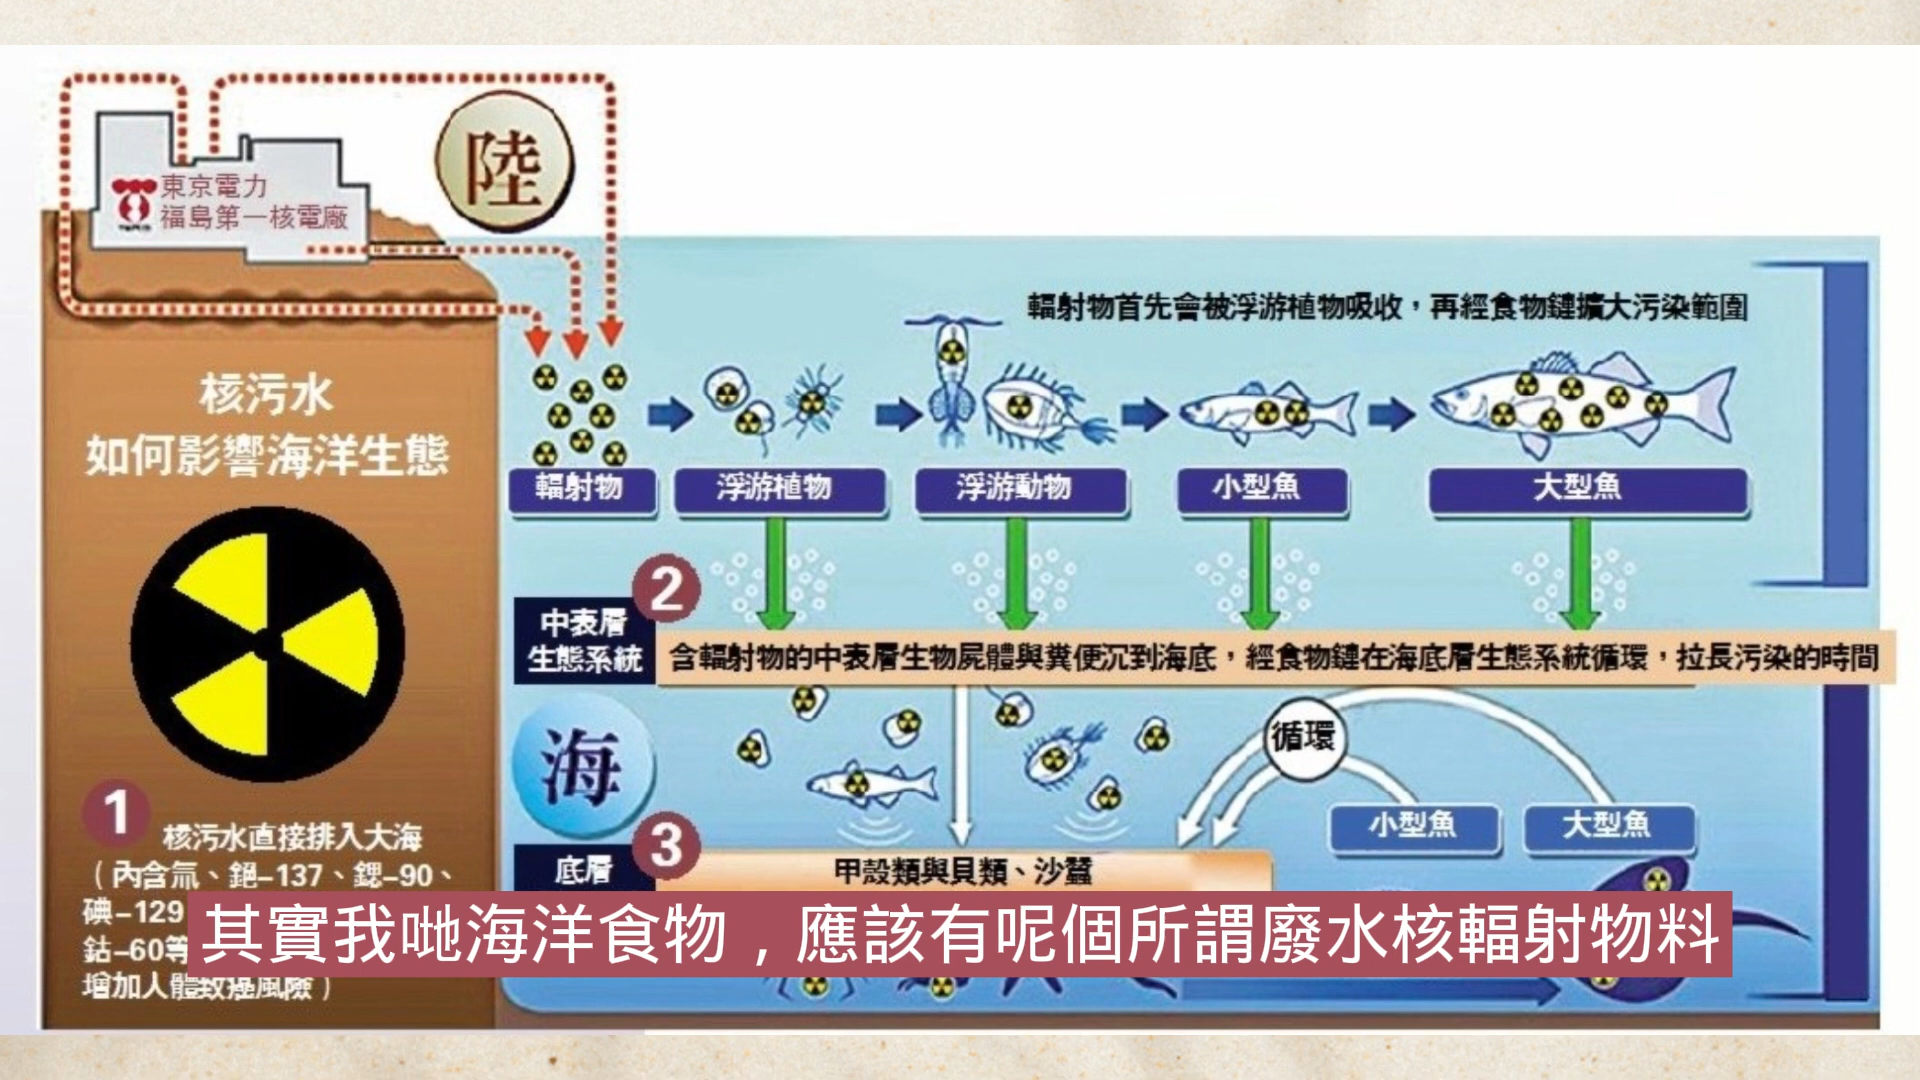 陸
東京電力
福島第一核電廠
輻射物首先會被浮游植物吸收，再經食物鏈擴大污染範圍
核污水
如何影響海洋生態
輻射物
浮游植物
浮游動物
小型魚
大型魚
2
中表層
生態系統
含輻射物的中表層生物屍體與糞便沉到海底，經食物鏈在海底層生態系統循環，拉長污染的時間
循環
海
小型魚
大型魚
1
核污水直接排入大海
（內含氚、銫–137、鍶–90、
碘–129
鈷–60等
增加人體致癌風險）
3
底層
甲殼類與貝類、沙蠶
其實我哋海洋食物，應該有呢個所謂廢水核輻射物料